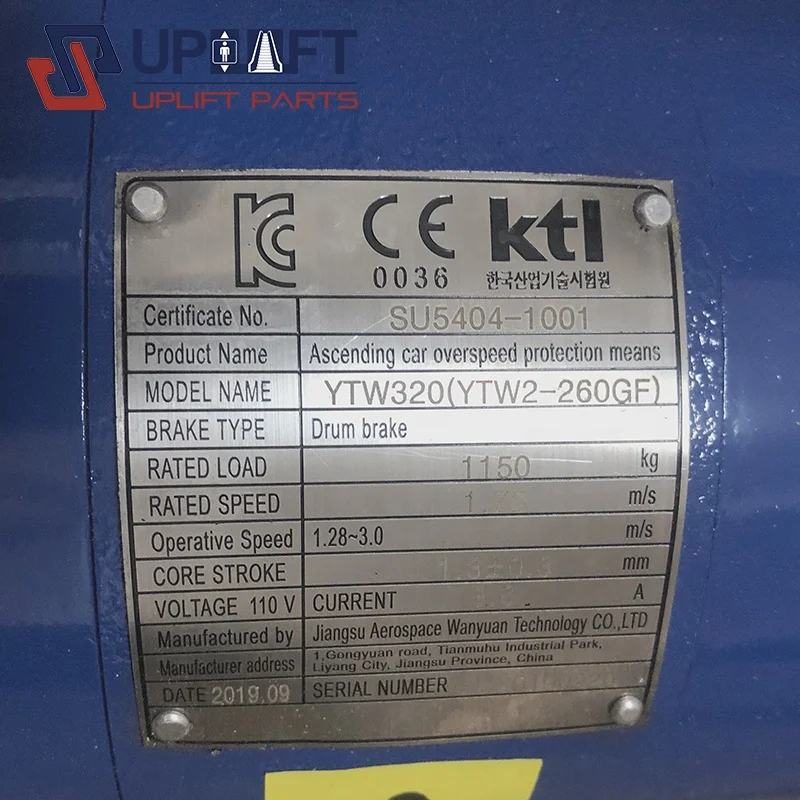 UPLIFT
UPLIFT PARTS
KC CE ktl
0036 한국산업기술시험원
Certificate No. SU5404-1001
Product Name Ascending car overspeed protection means
MODEL NAME YTW320(YTW2-260GF)
BRAKE TYPE Drum brake
RATED LOAD 1150 kg
RATED SPEED m/s
Operative Speed 1.28~3.0 m/s
CORE STROKE mm
VOLTAGE 110 V CURRENT A
Manufactured by Jiangsu Aerospace Wanyuan Technology CO.,LTD
Manufacturer address 1,Gongyuan road, Tianmuhu Industrial Park,
Liyang City, Jiangsu Province, China
DATE 2019.09 SERIAL NUMBER